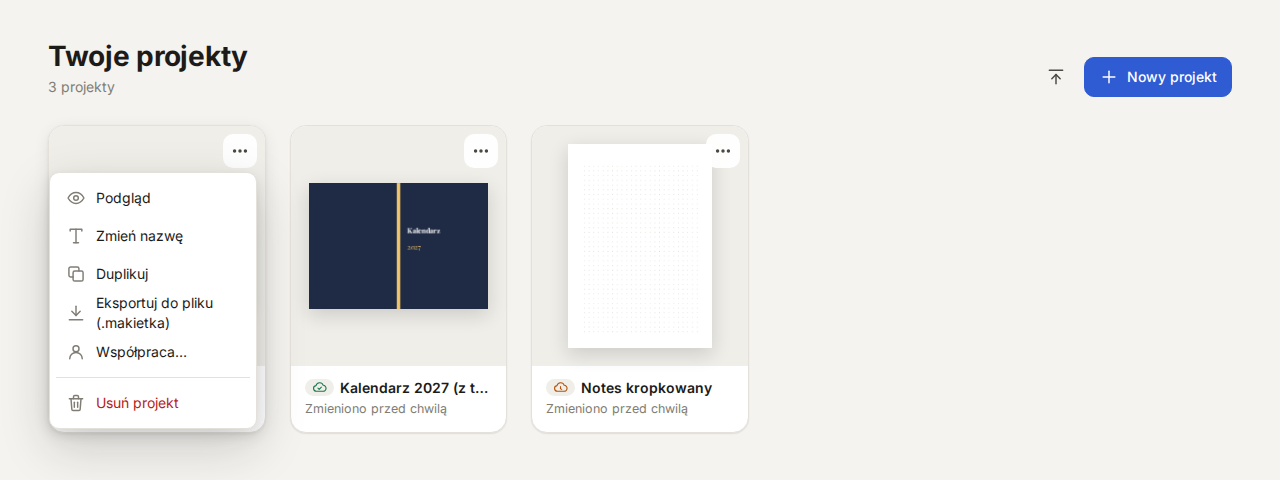 Twoje projekty
3 projekty
Nowy projekt
Podgląd
Zmień nazwę
Duplikuj
Eksportuj do pliku
(.makietka)
Współpraca...
Usuń projekt
Kalendarz
2027
Kalendarz 2027 (z t...
Zmieniono przed chwilą
Notes kropkowany
Zmieniono przed chwilą